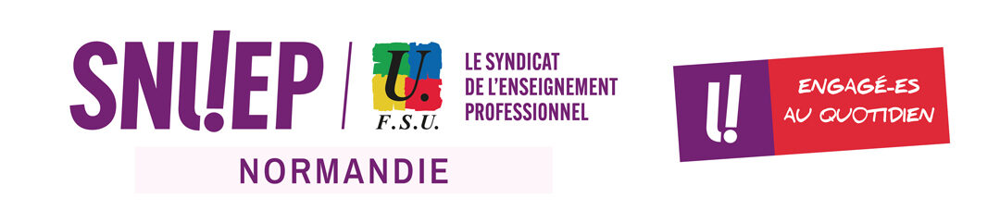 SNUEP
U.
F.S.U.
LE SYNDICAT
DE L'ENSEIGNEMENT
PROFESSIONNEL
NORMANDIE
U!
ENGAGÉ-ES
AU QUOTIDIEN